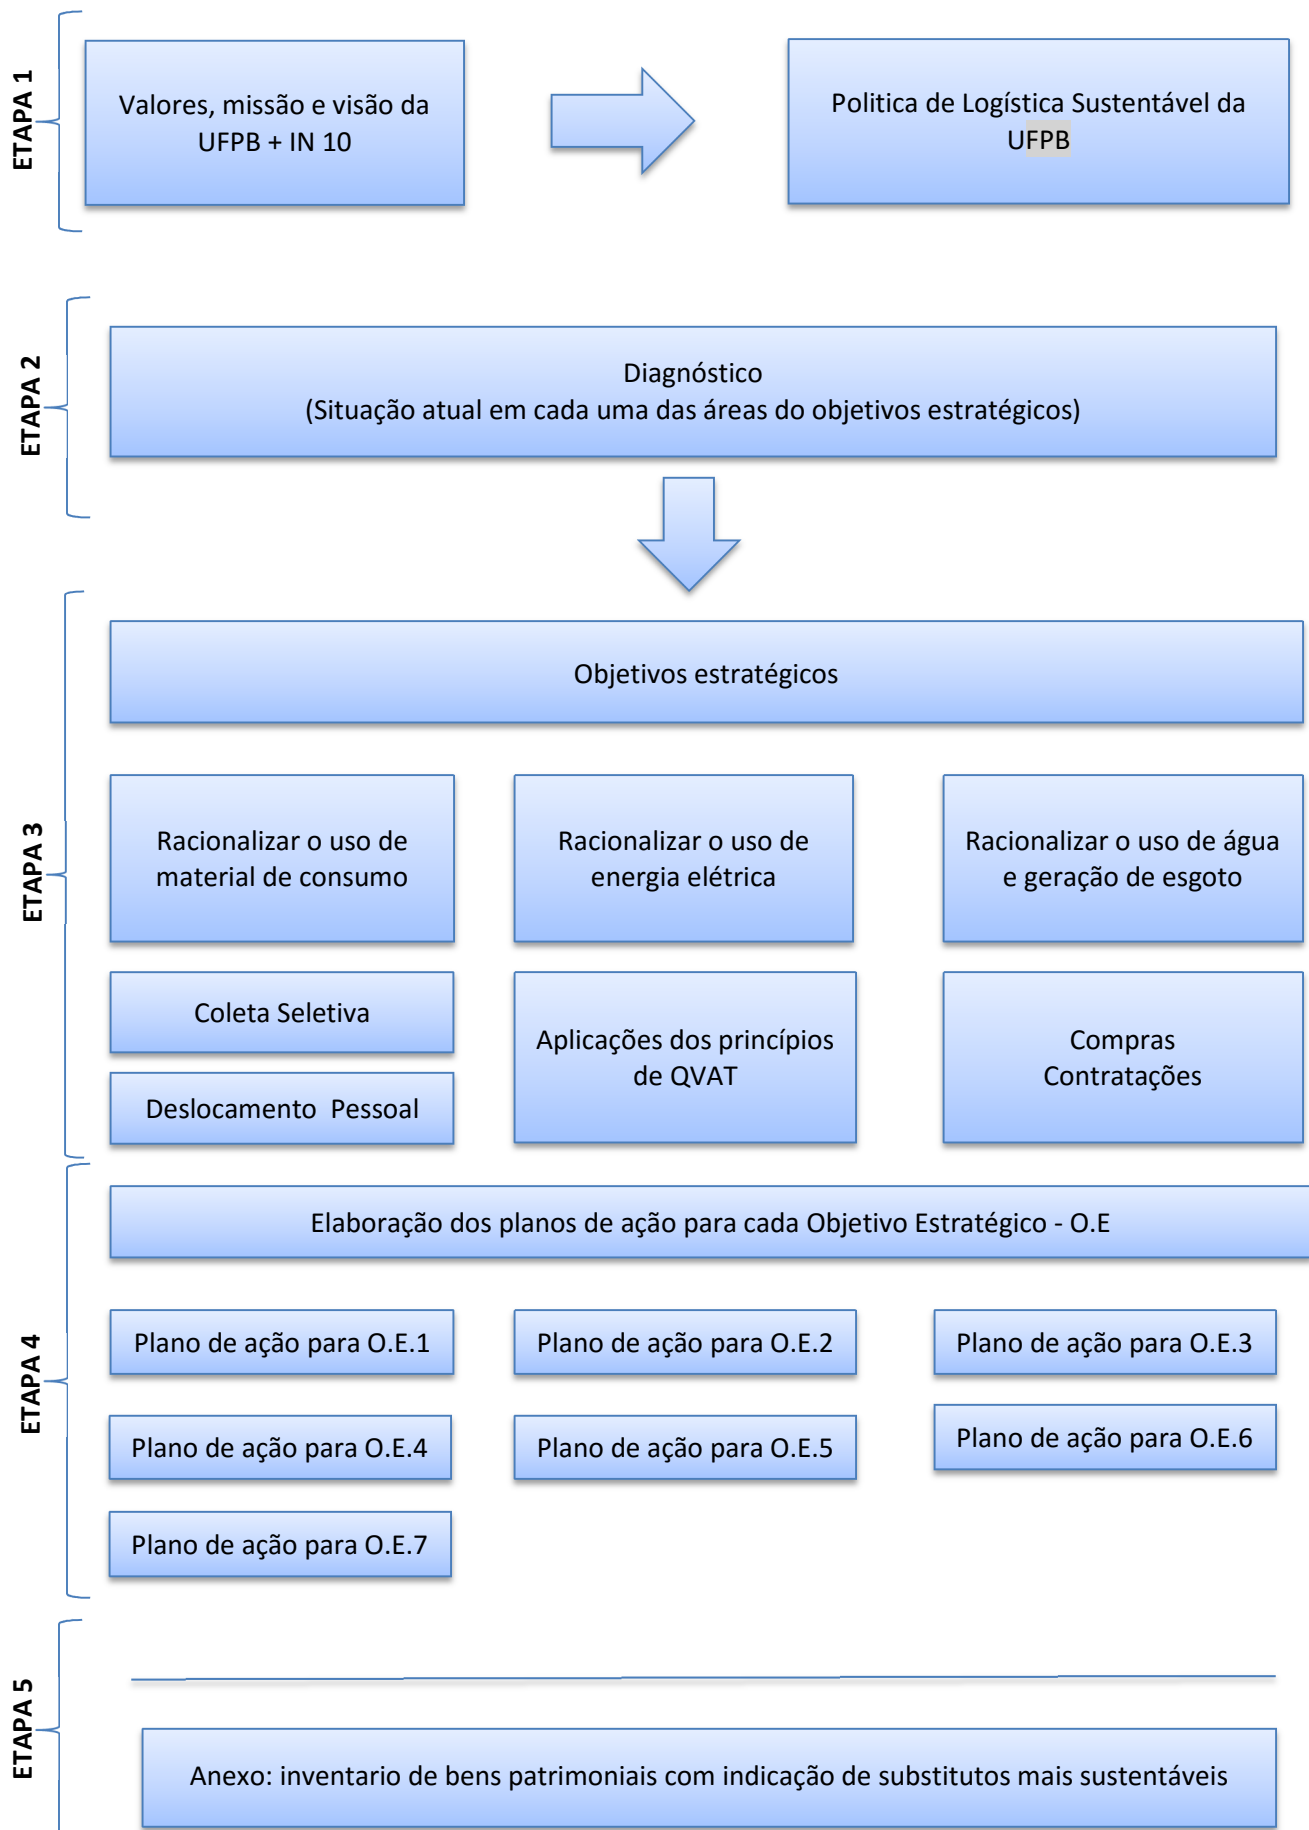 ETAPA 1
Valores, missão e visão da
UFPB + IN 10
Politica de Logística Sustentável da
UFPB
ETAPA 2
Diagnóstico
(Situação atual em cada uma das áreas do objetivos estratégicos)
ETAPA 3
Objetivos estratégicos
Racionalizar o uso de
material de consumo
Racionalizar o uso de
energia elétrica
Racionalizar o uso de água
e geração de esgoto
Coleta Seletiva
Deslocamento  Pessoal
Aplicações dos princípios
de QVAT
Compras
Contratações
ETAPA 4
Elaboração dos planos de ação para cada Objetivo Estratégico - O.E
Plano de ação para O.E.1
Plano de ação para O.E.2
Plano de ação para O.E.3
Plano de ação para O.E.4
Plano de ação para O.E.5
Plano de ação para O.E.6
Plano de ação para O.E.7
ETAPA 5
Anexo: inventario de bens patrimoniais com indicação de substitutos mais sustentáveis